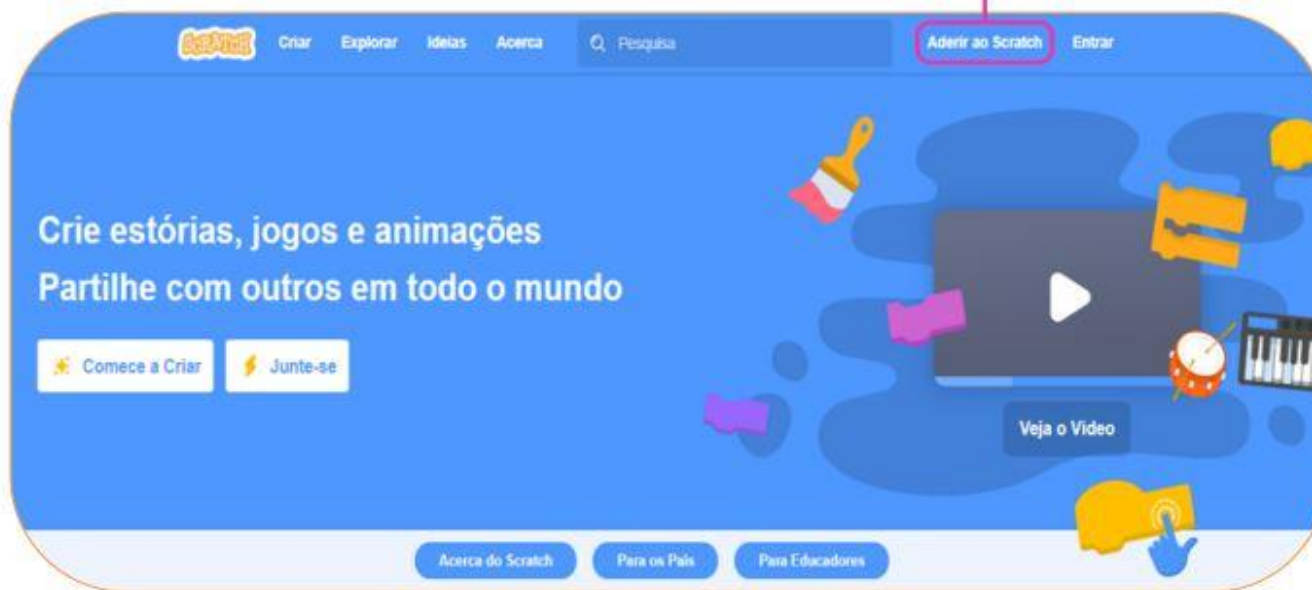 SCRATCH Criar Explorar Ideias Acerca Pesquisa Aderir ao Scratch Entrar
Crie estórias, jogos e animações
Partilhe com outros em todo o mundo
Comece a Criar Junte-se
Veja o Video
Acerca do Scratch Para os Pais Para Educadores